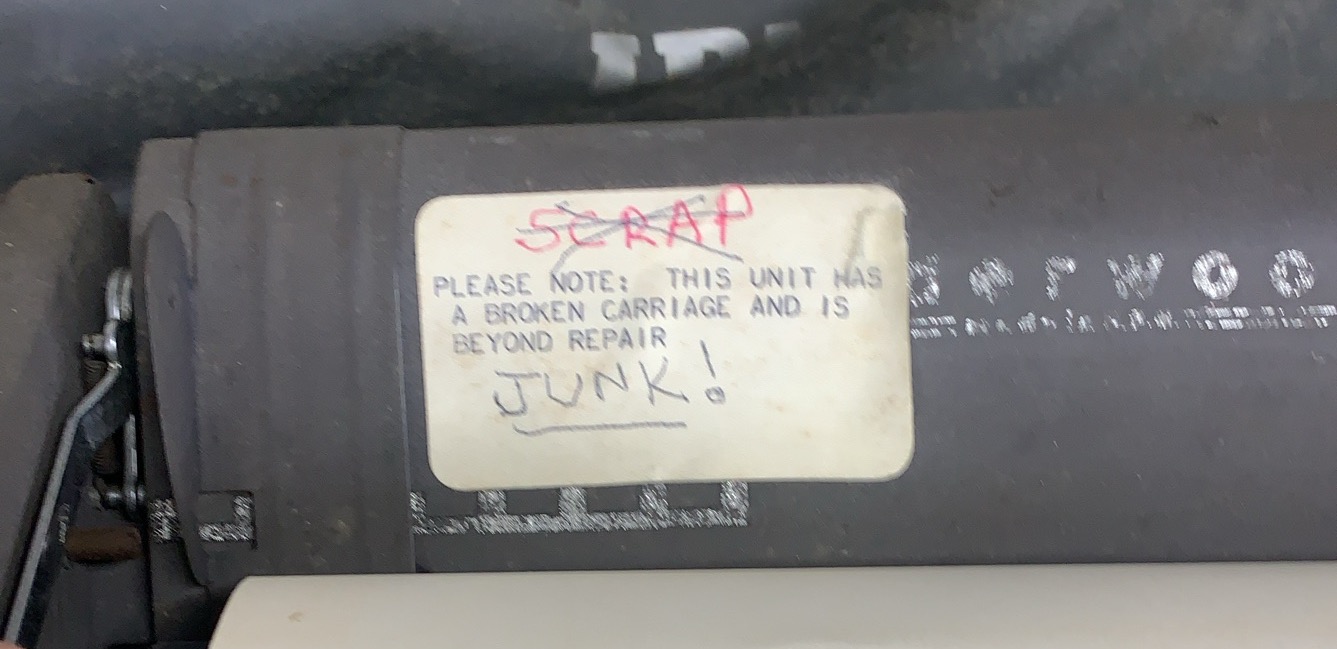 SCRAP
PLEASE NOTE: THIS UNIT HAS
A BROKEN CARRIAGE AND IS
BEYOND REPAIR
JUNK!